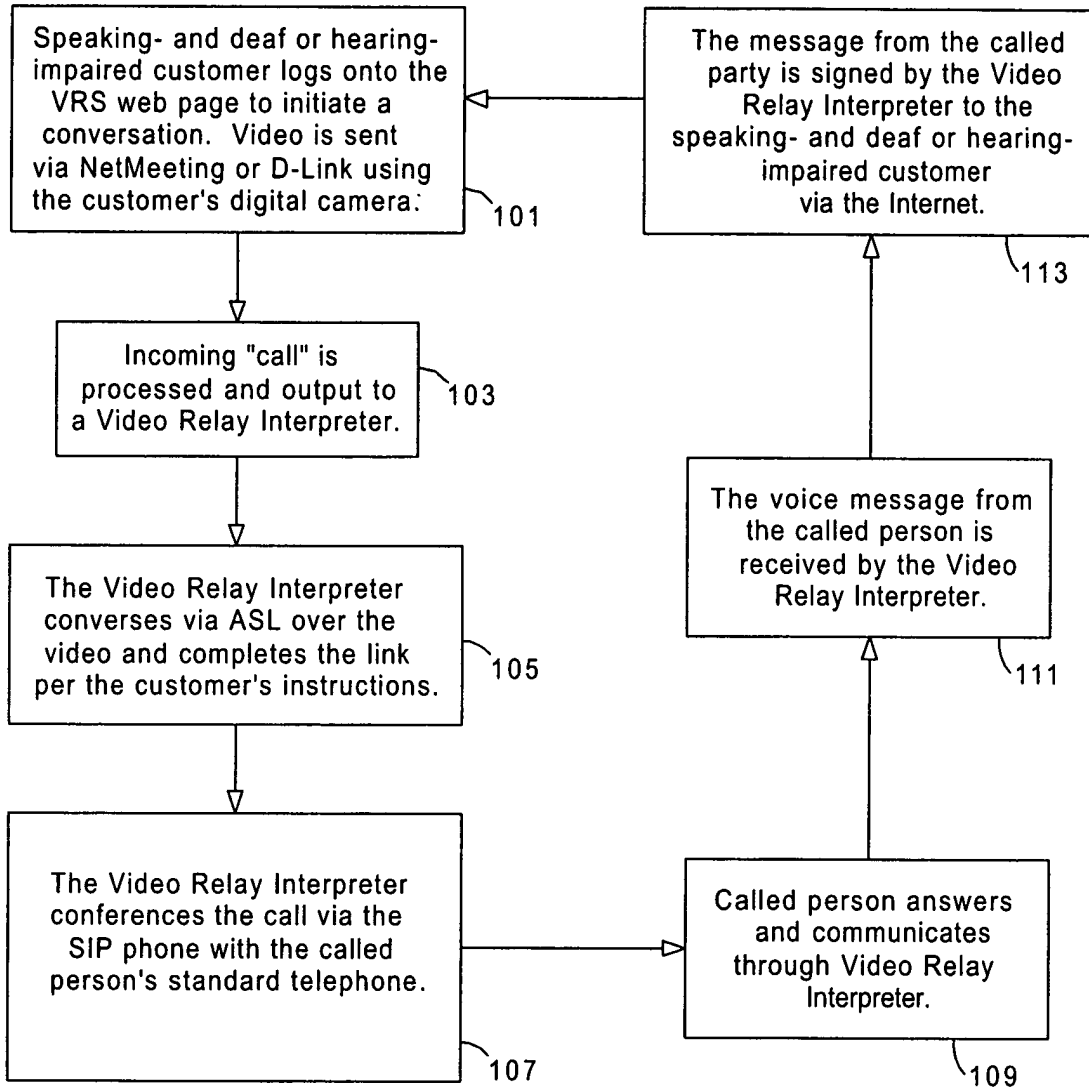 Speaking- and deaf or hearing-
impaired customer logs onto the
VRS web page to initiate a
conversation. Video is sent
via NetMeeting or D-Link using
the customer's digital camera.
101
Incoming "call" is
processed and output to
a Video Relay Interpreter.
103
The Video Relay Interpreter
converses via ASL over the
video and completes the link
per the customer's instructions.
105
The Video Relay Interpreter
conferences the call via the
SIP phone with the called
person's standard telephone.
107
Called person answers
and communicates
through Video Relay
Interpreter.
109
The voice message from
the called person is
received by the Video
Relay Interpreter.
111
The message from the called
party is signed by the Video
Relay Interpreter to the
speaking- and deaf or hearing-
impaired customer
via the Internet.
113